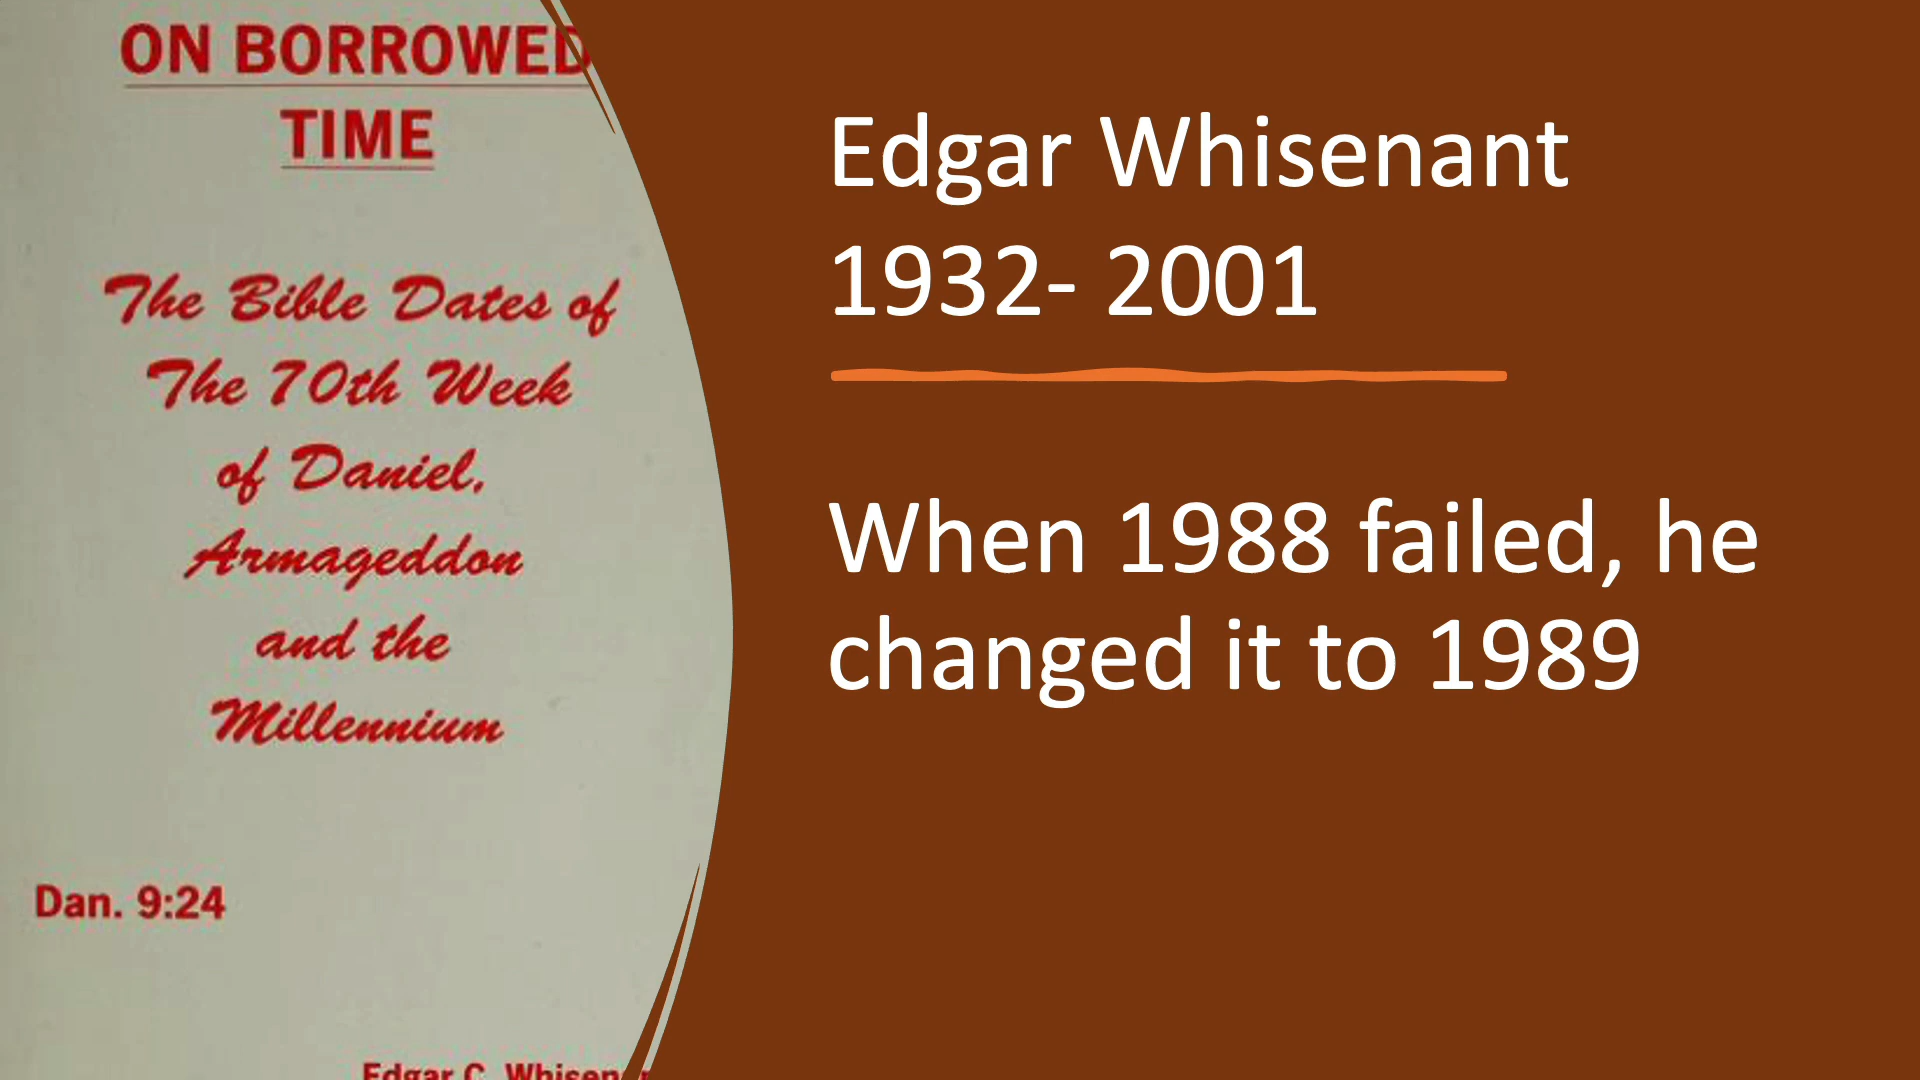 ON BORROWED
TIME
The Bible Dates of
The 70th Week
of Daniel,
Armageddon
and the
Millennium
Dan. 9:24
Edgar C.
Edgar Whisenant
1932- 2001
When 1988 failed, he
changed it to 1989